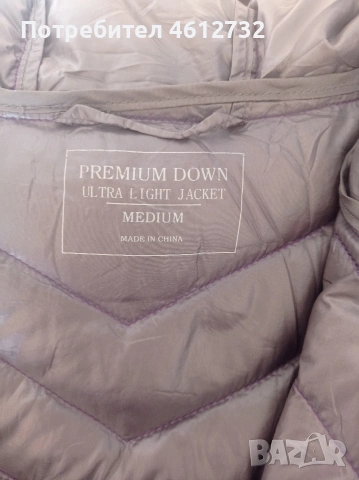 Потребител 4612732
PREMIUM DOWN
ULTRA LIGHT JACKET
MEDIUM
MADE IN CHINA
BAZAR